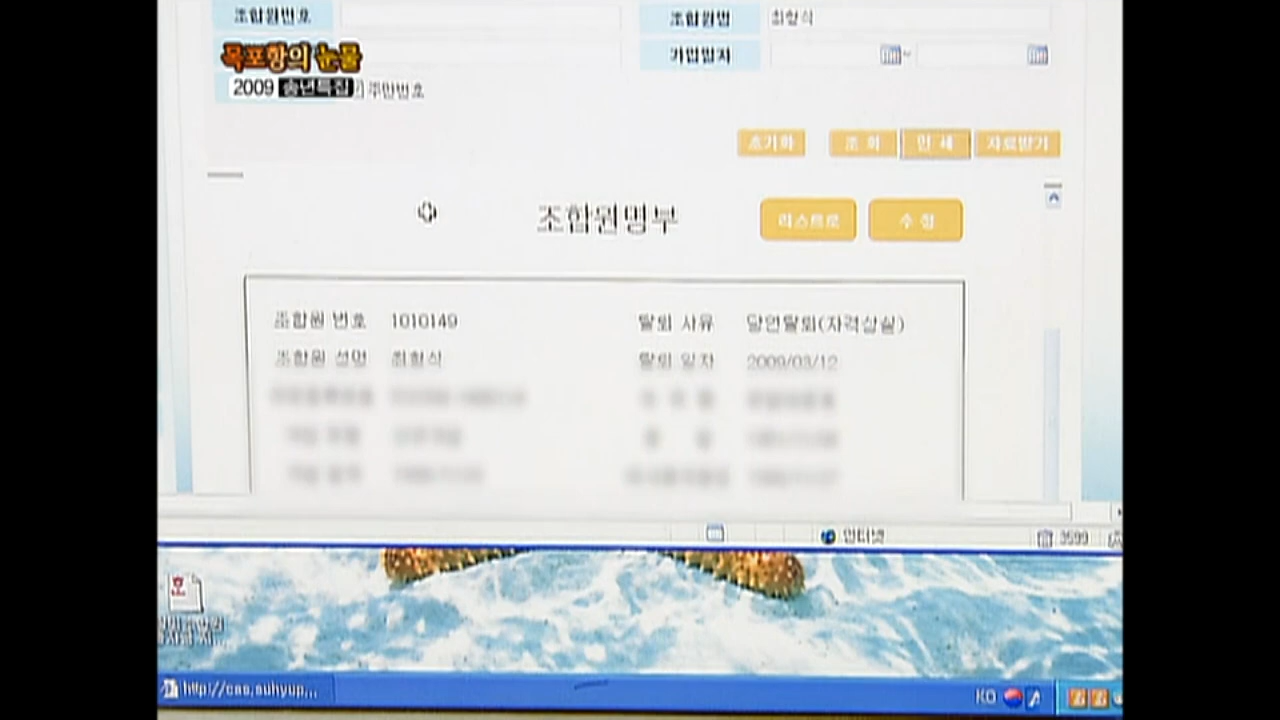 조합원번호
조합원명 최형식
목포항의 눈물
가입일자 ~
2009 송년특집 주민번호
초기화 조 회 인 쇄 자료받기
조합원명부 리스트로 수 정
조합원 번호 1010149 탈퇴 사유 당연탈퇴(자격상실)
조합원 성명 최형식 탈퇴 일자 2009/03/12
인터넷 3599
http://cas,suhyup,,, KO